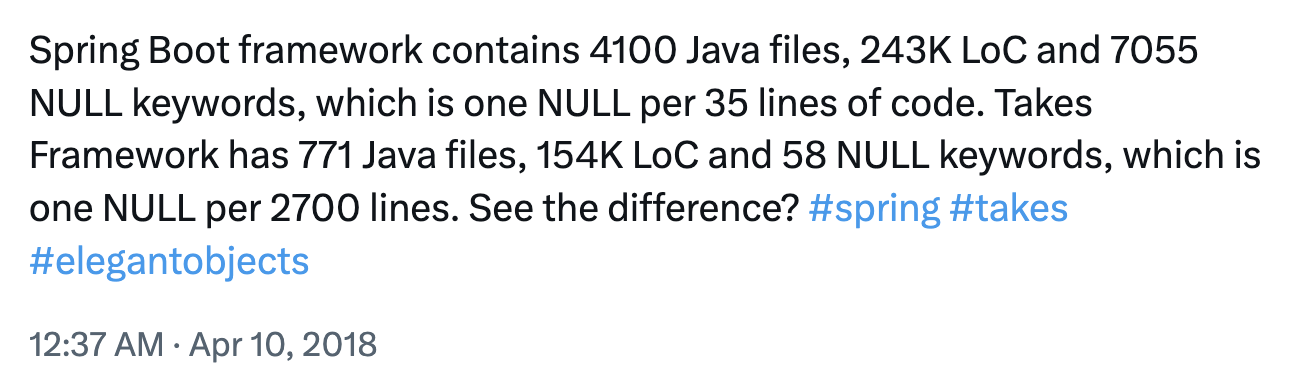 Spring Boot framework contains 4100 Java files, 243K LoC and 7055
NULL keywords, which is one NULL per 35 lines of code. Takes
Framework has 771 Java files, 154K LoC and 58 NULL keywords, which is
one NULL per 2700 lines. See the difference? #spring #takes
#elegantobjects
12:37 AM · Apr 10, 2018